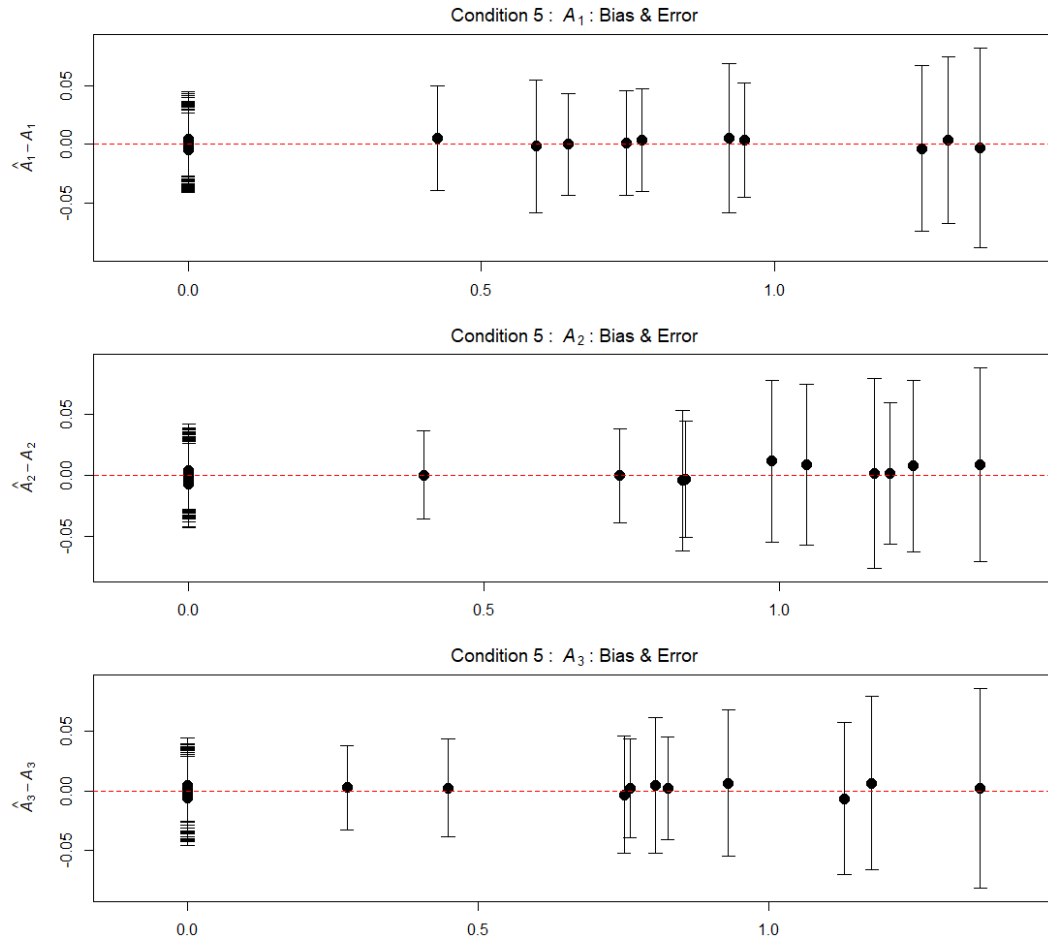 Condition 5 : A1 : Bias & Error
Â1 − A1
0.05
0.00
-0.05
0.0 0.5 1.0
Condition 5 : A2 : Bias & Error
Â2 − A2
0.05
0.00
-0.05
0.0 0.5 1.0
Condition 5 : A3 : Bias & Error
Â3 − A3
0.05
0.00
-0.05
0.0 0.5 1.0